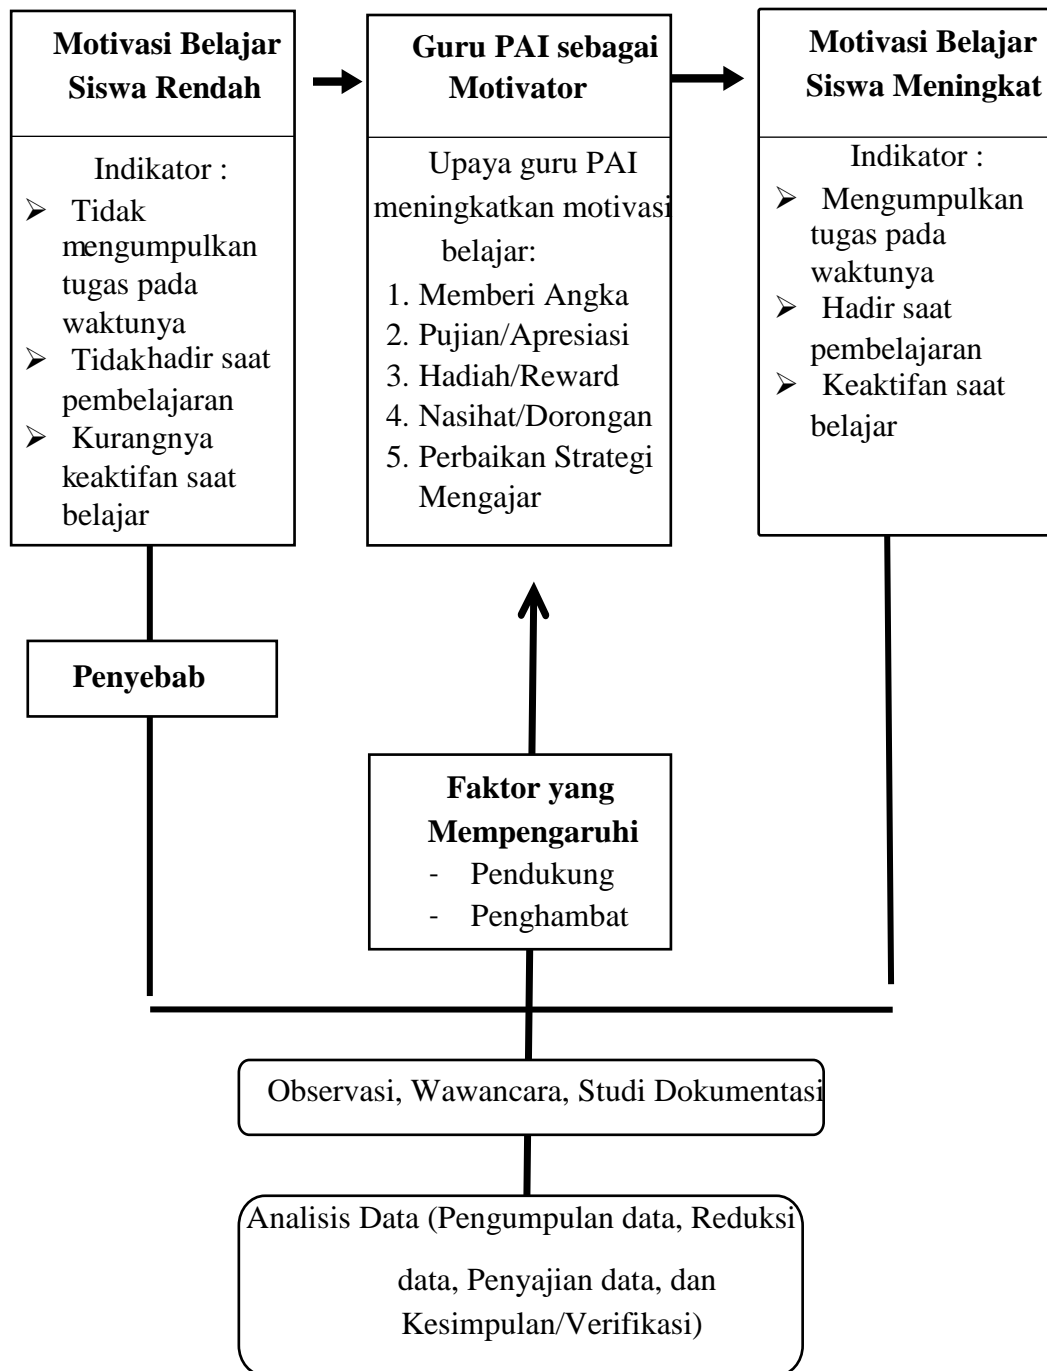 Motivasi Belajar
Siswa Rendah
Indikator :
➢ Tidak
mengumpulkan
tugas pada
waktunya
➢ Tidak hadir saat
pembelajaran
➢ Kurangnya
keaktifan saat
belajar
Guru PAI sebagai
Motivator
Upaya guru PAI
meningkatkan motivasi
belajar:
1. Memberi Angka
2. Pujian/Apresiasi
3. Hadiah/Reward
4. Nasihat/Dorongan
5. Perbaikan Strategi
Mengajar
Motivasi Belajar
Siswa Meningkat
Indikator :
➢ Mengumpulkan
tugas pada
waktunya
➢ Hadir saat
pembelajaran
➢ Keaktifan saat
belajar
Penyebab
Faktor yang
Mempengaruhi
- Pendukung
- Penghambat
Observasi, Wawancara, Studi Dokumentasi
Analisis Data (Pengumpulan data, Reduksi
data, Penyajian data, dan
Kesimpulan/Verifikasi)